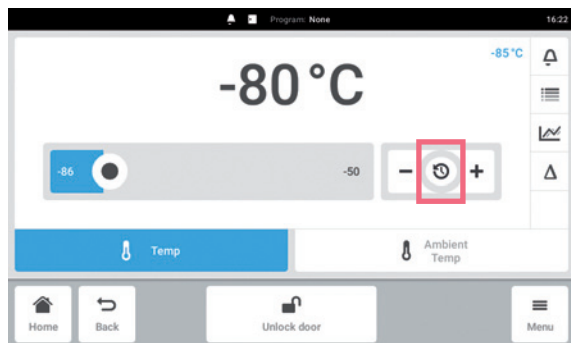 Program: None
16:22
-85°C
-80°C
-86
-50
Temp
Ambient
Temp
Home
Back
Unlock door
Menu